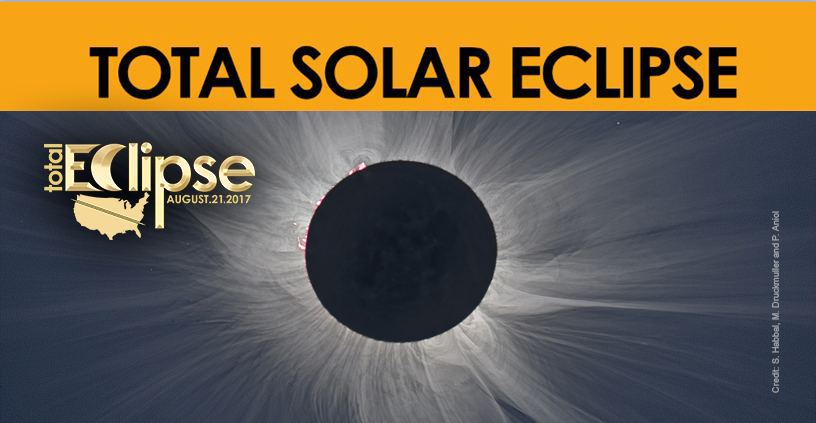 TOTAL SOLAR ECLIPSE
total
EClipse
AUGUST.21.2017
Credit: S. Habbal, M. Druckmuller and P. Aniol